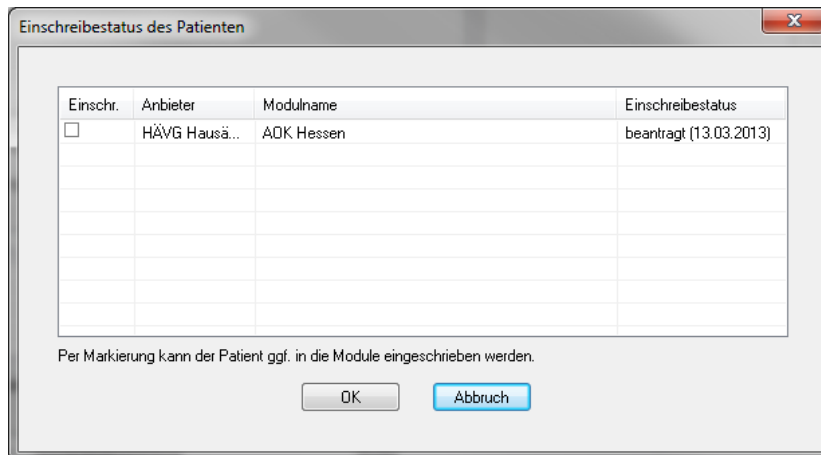 Einschreibestatus des Patienten
Einschr. Anbieter Modulname Einschreibestatus
HÄVG Hausä... AOK Hessen beantragt (13.03.2013)
Per Markierung kann der Patient ggf. in die Module eingeschrieben werden.
OK Abbruch